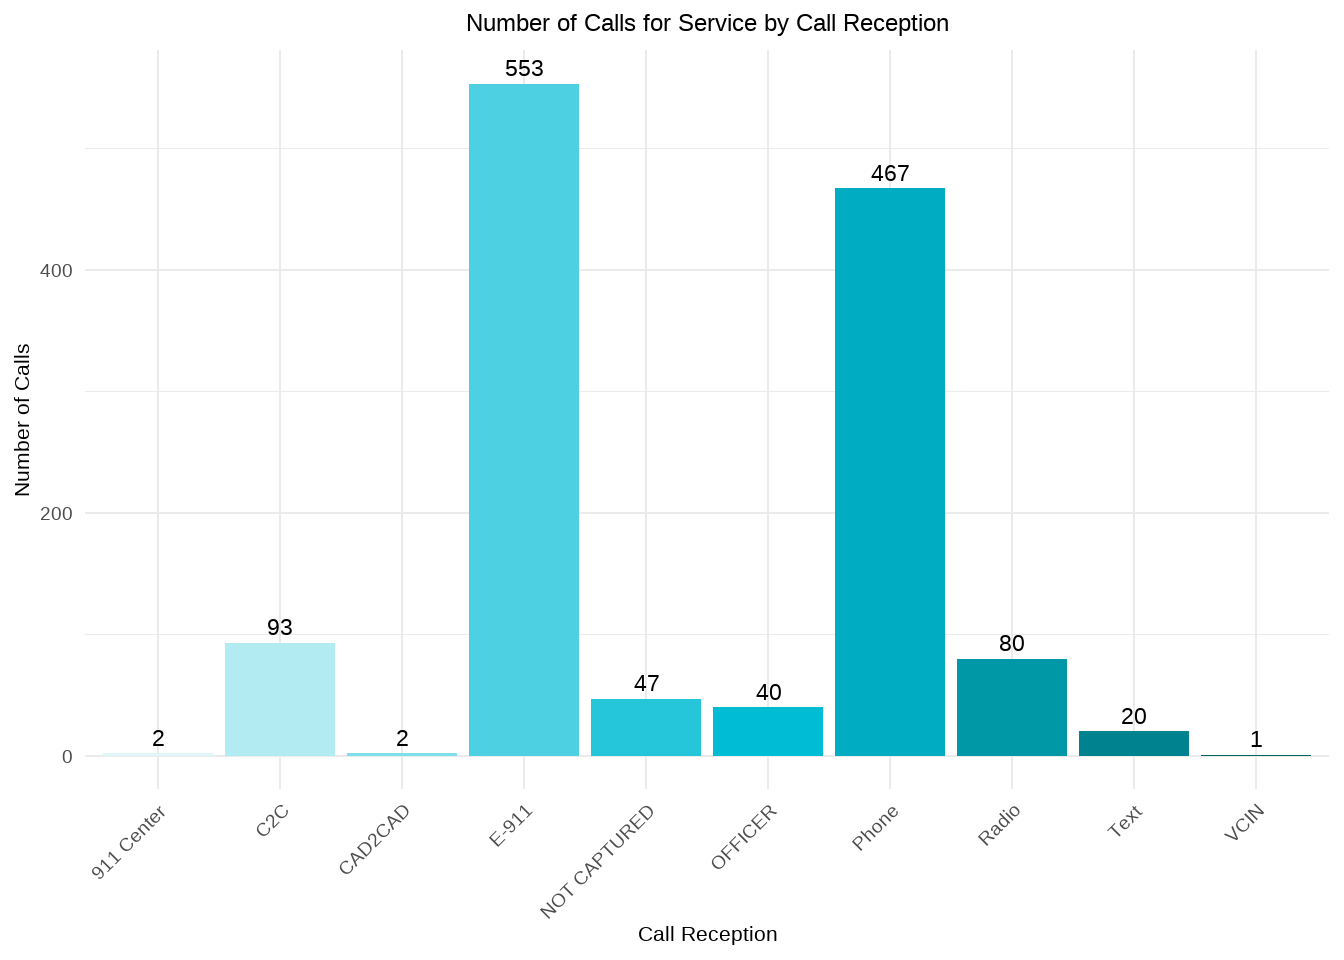 Number of Calls for Service by Call Reception
553
467
400
Number of Calls
200
93
80
47
40
20
2
2
1
0
911 Center
C2C
CAD2CAD
E-911
NOT CAPTURED
OFFICER
Phone
Radio
Text
VCIN
Call Reception